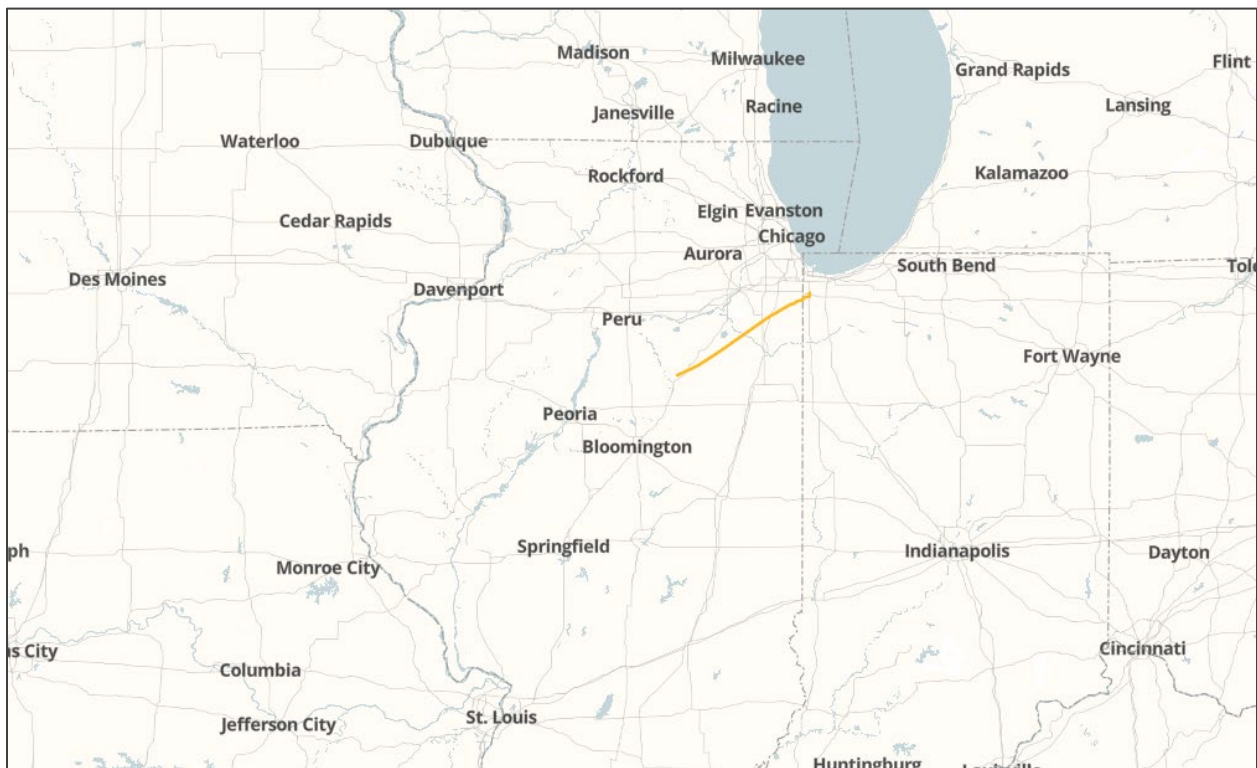 Madison
Milwaukee
Grand Rapids
Flint
Janesville
Racine
Lansing
Waterloo
Dubuque
Rockford
Kalamazoo
Cedar Rapids
Elgin
Evanston
Chicago
Aurora
South Bend
Des Moines
Davenport
Peru
Fort Wayne
Peoria
Bloomington
Springfield
Indianapolis
Dayton
ph
Monroe City
Columbia
Cincinnati
Jefferson City
St. Louis
Huntingburg